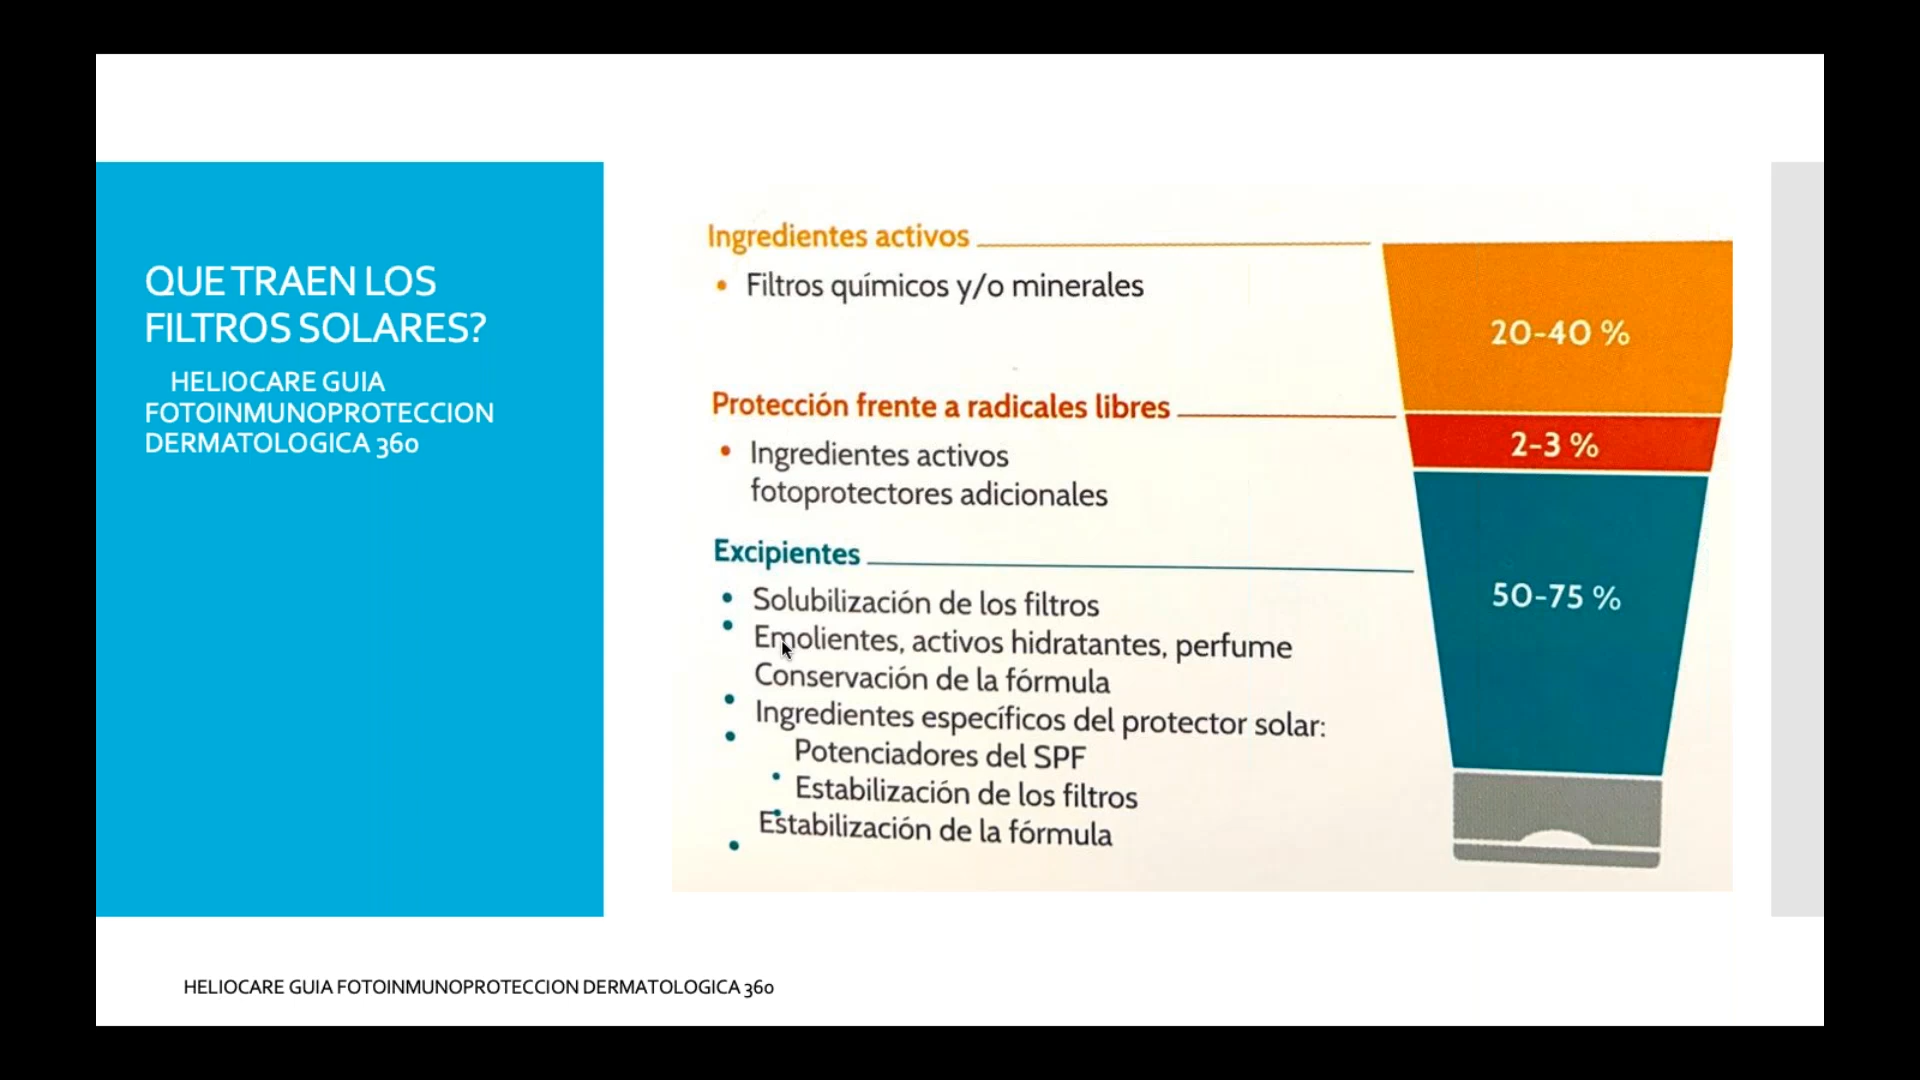 QUE TRAEN LOS
FILTROS SOLARES?
HELIOCARE GUIA
FOTOINMUNOPROTECCION
DERMATOLOGICA 360
Ingredientes activos
• Filtros químicos y/o minerales
20-40 %
Protección frente a radicales libres
2-3 %
• Ingredientes activos
fotoprotectores adicionales
Excipientes
50-75 %
• Solubilización de los filtros
• Emolientes, activos hidratantes, perfume
Conservación de la fórmula
• Ingredientes específicos del protector solar:
• Potenciadores del SPF
• Estabilización de los filtros
• Estabilización de la fórmula
HELIOCARE GUIA FOTOINMUNOPROTECCION DERMATOLOGICA 360